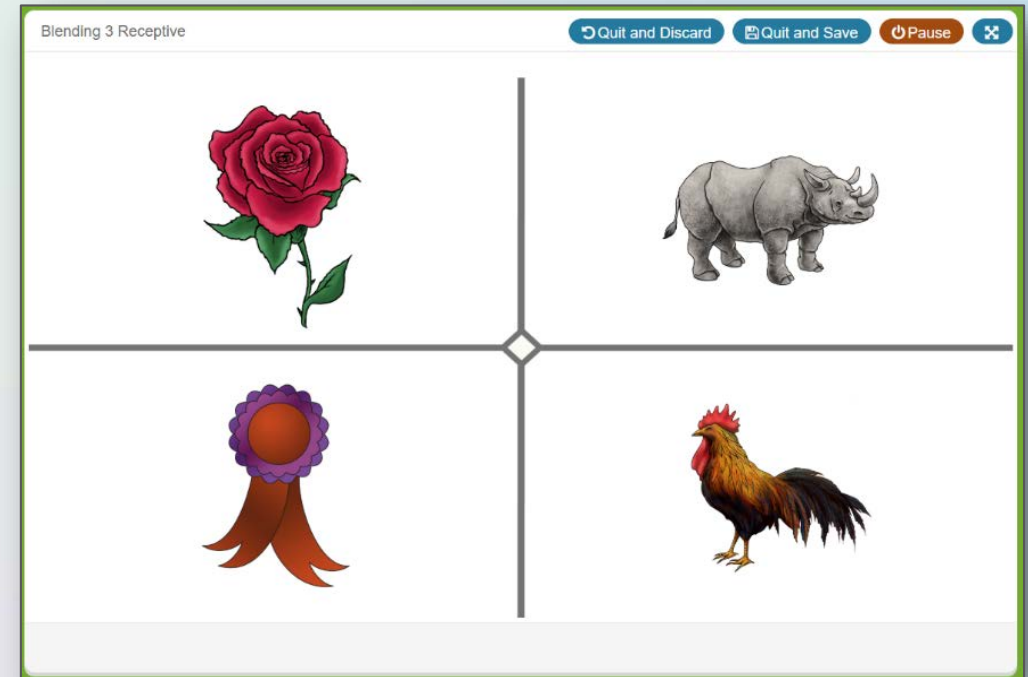 Blending 3 Receptive
Quit and Discard
Quit and Save
Pause